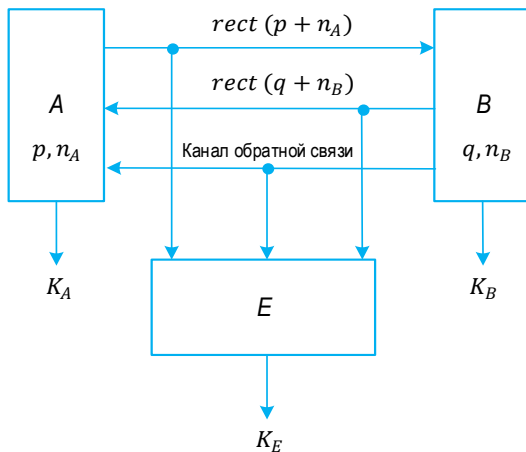 rect (p + n_A)
A
rect (q + n_B)
B
p, n_A
Канал обратной связи
q, n_B
K_A
K_B
E
K_E